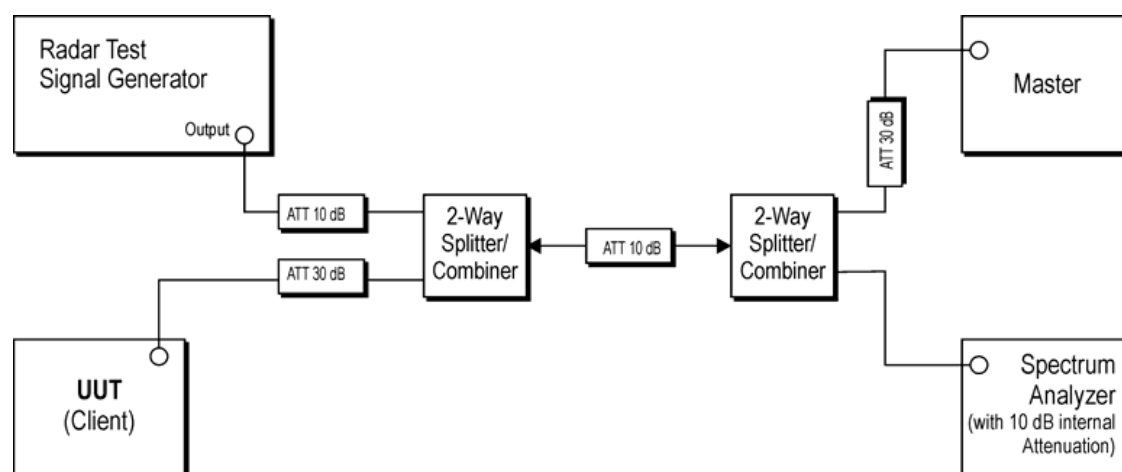 Radar Test
Signal Generator
Output
ATT 10 dB
ATT 30 dB
2-Way
Splitter/
Combiner
ATT 10 dB
2-Way
Splitter/
Combiner
ATT 30 dB
Master
UUT
(Client)
Spectrum
Analyzer
(with 10 dB internal
Attenuation)